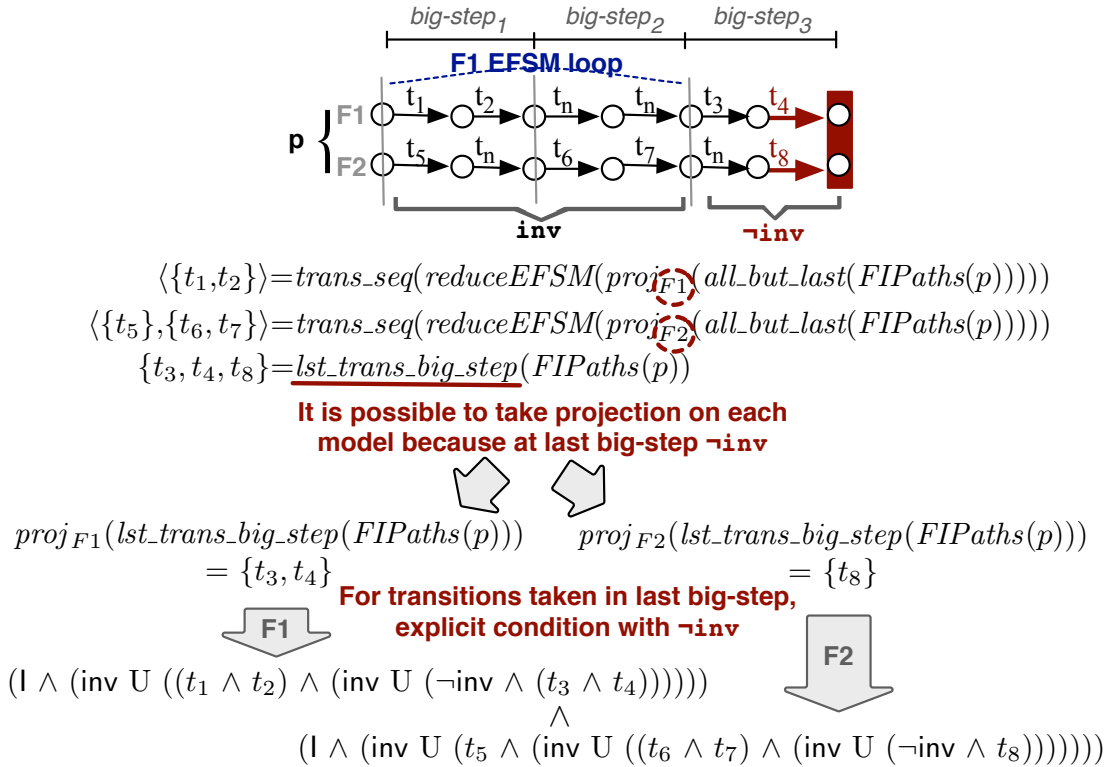 big-step₁ big-step₂ big-step₃
F1 EFSM loop
F1 t₁ t₂ tₙ tₙ t₃ t₄
p {
F2 t₅ tₙ t₆ t₇ tₙ t₈
inv ¬inv
⟨{t₁,t₂}⟩=trans_seq(reduceEFSM(proj_F1(all_but_last(FIPaths(p)))))
⟨{t₅},{t₆, t₇}⟩=trans_seq(reduceEFSM(proj_F2(all_but_last(FIPaths(p)))))
{t₃, t₄, t₈}=lst_trans_big_step(FIPaths(p))
It is possible to take projection on each
model because at last big-step ¬inv
proj_F1(lst_trans_big_step(FIPaths(p))) proj_F2(lst_trans_big_step(FIPaths(p)))
= {t₃, t₄} = {t₈}
For transitions taken in last big-step,
explicit condition with ¬inv
F1
F2
(I ∧ (inv U ((t₁ ∧ t₂) ∧ (inv U (¬inv ∧ (t₃ ∧ t₄))))))
∧
(I ∧ (inv U (t₅ ∧ (inv U ((t₆ ∧ t₇) ∧ (inv U (¬inv ∧ t₈)))))))